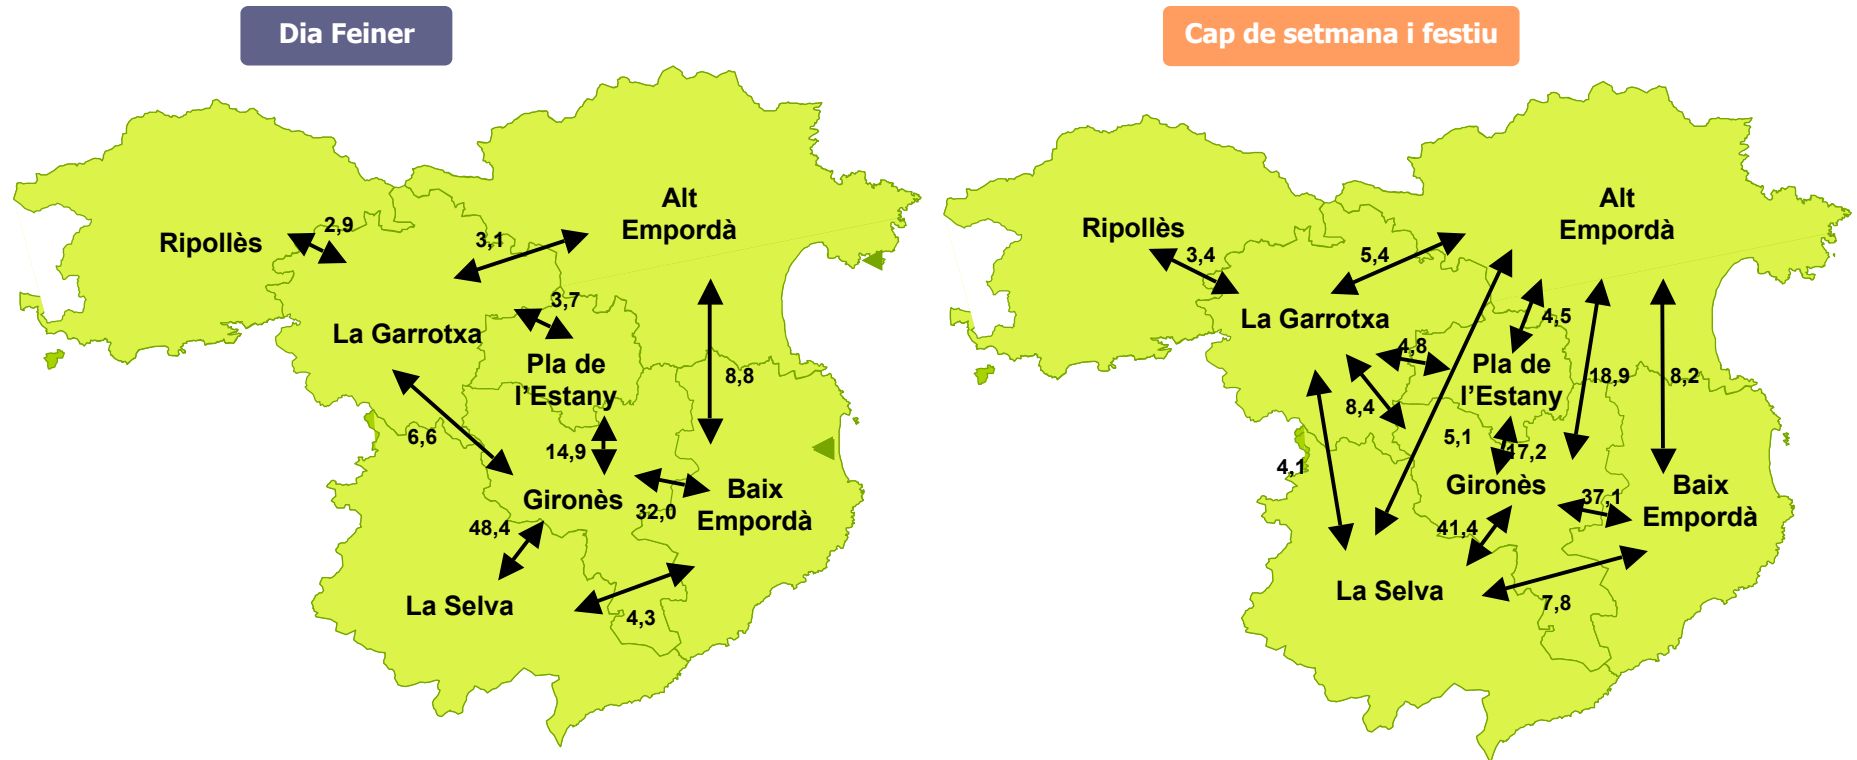 Dia Feiner
Alt
Empordà
2,9
Ripollès
3,1
3,7
La Garrotxa
Pla de
l'Estany
8,8
6,6
14,9
Gironès
Baix
Empordà
32,0
48,4
La Selva
4,3
Cap de setmana i festiu
Alt
Empordà
Ripollès
3,4
5,4
La Garrotxa
4,5
4,8
Pla de
l'Estany
18,9
8,2
8,4
5,1
17,2
4,1
Gironès
Baix
Empordà
37,1
41,4
La Selva
7,8